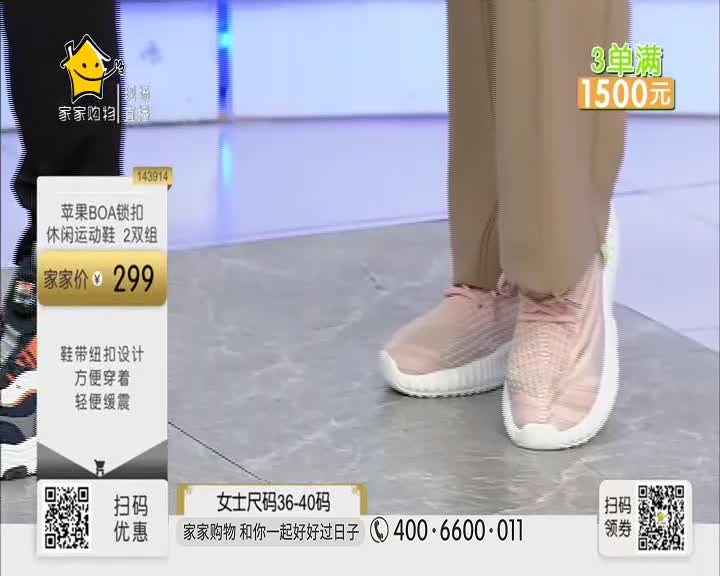 3单满
1500元
家家购物
现场
直播
143914
苹果BOA锁扣
休闲运动鞋 2双组
家家价 ¥ 299
鞋带纽扣设计
方便穿着
轻便缓震
扫码
优惠
女士尺码36-40码
家家购物 和你一起好好过日子
400·6600·011
扫码
领券